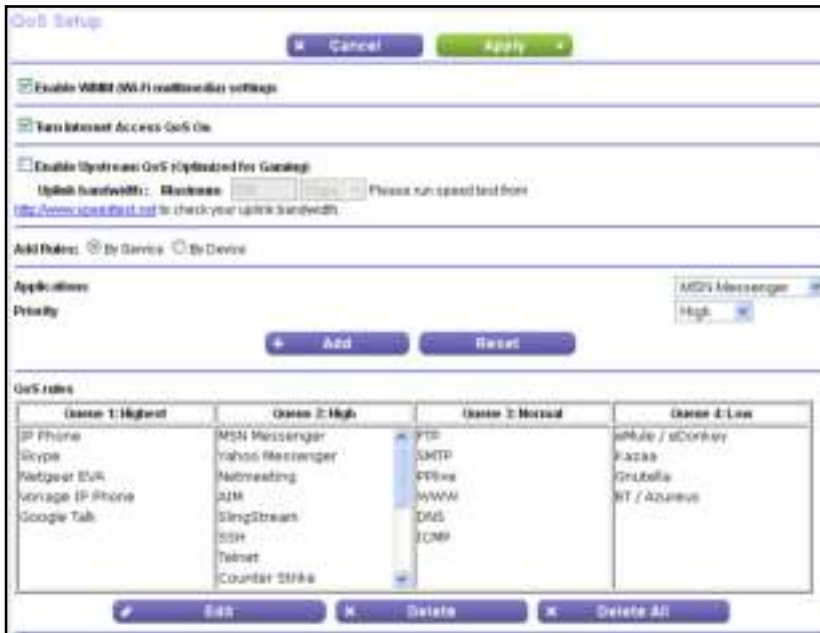 QoS Setup
Cancel Apply
Enable WMM (Wi-Fi multimedia) settings
Turn Internet Access QoS On
Enable Upstream QoS (Optimized for Gaming)
Uplink bandwidth: Maximum Please run speed test from
http://www.speedtest.net to check your uplink bandwidth.
Add Rules: By Service By Device
Applications MSN Messenger
Priority High
Add Reset
QoS rules
Queue 1: Highest Queue 2: High Queue 3: Normal Queue 4: Low
IP Phone MSN Messenger FTP eMule / eDonkey
Skype Yahoo Messenger SMTP Kazaa
Netgear EVA Netmeeting PPlive Gnutella
Vonage IP Phone AIM WWW BT / Azureus
Google Talk SlingStream DNS
SSH ICMP
Telnet
Counter Strike
Edit Delete Delete All